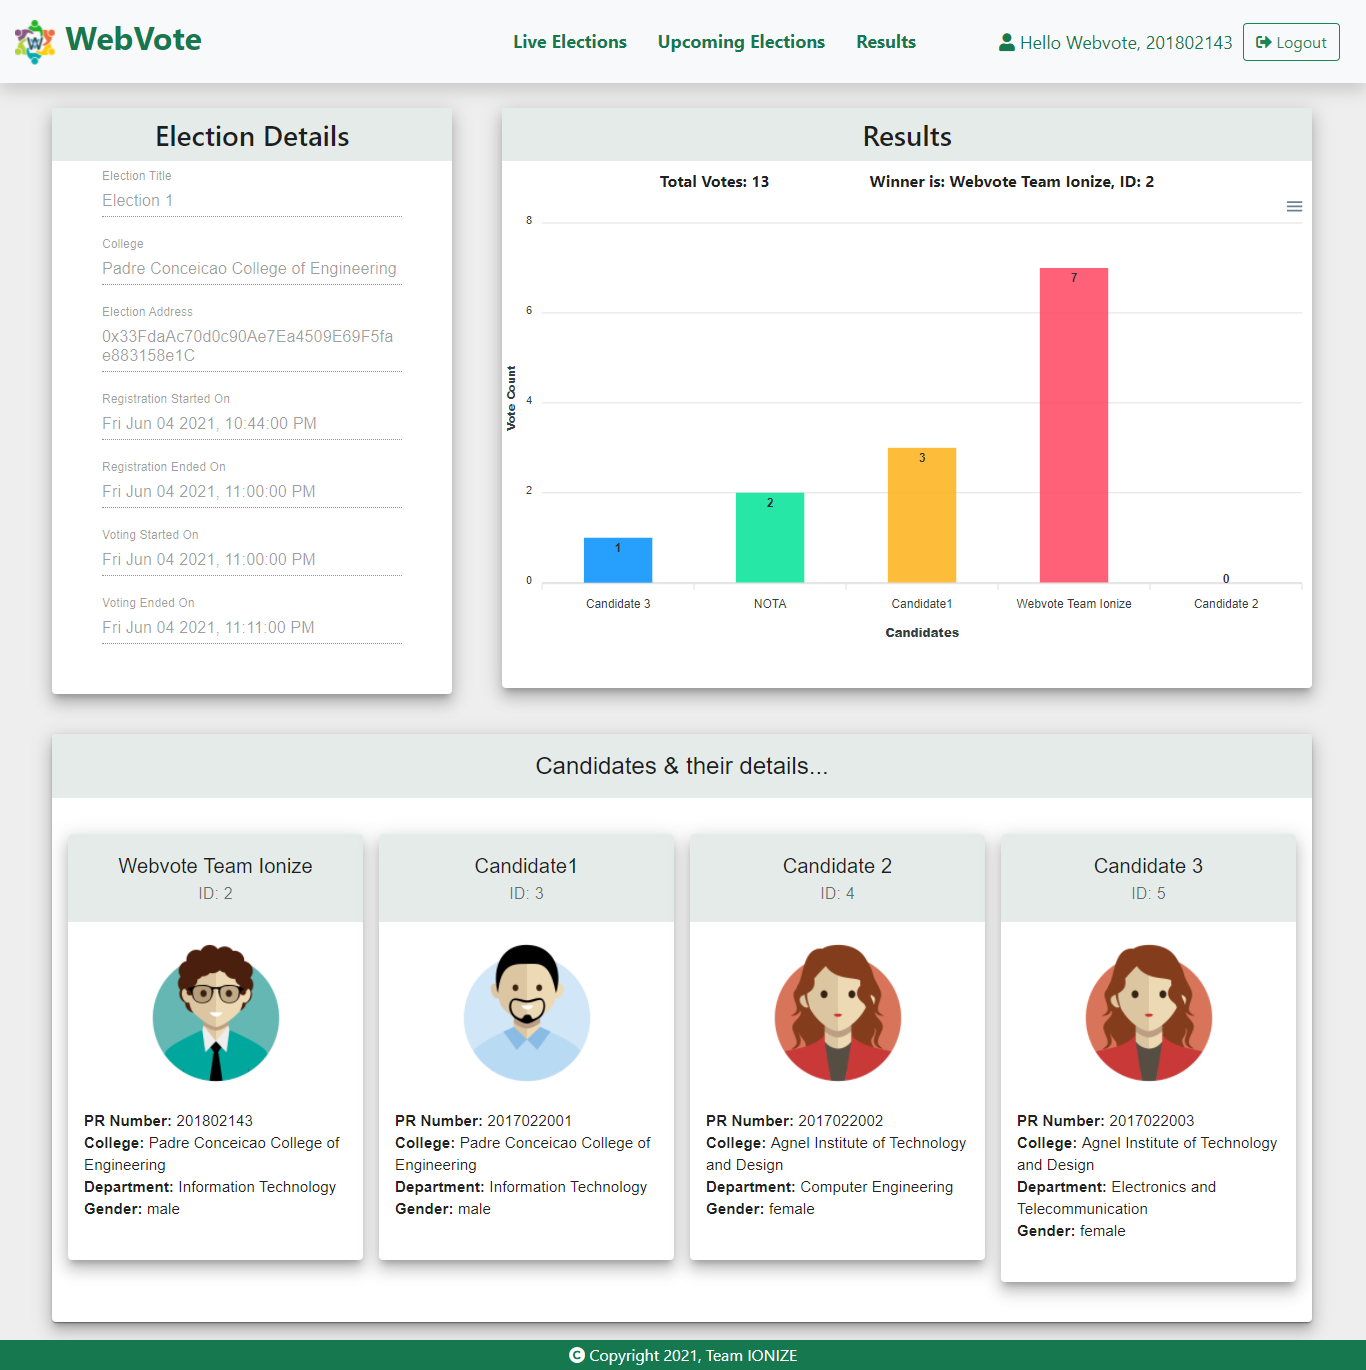 WebVote
Live Elections
Upcoming Elections
Results
Hello Webvote, 201802143
Logout
Election Details
Election Title
Election 1
College
Padre Conceicao College of Engineering
Election Address
0x33FdaAc70d0c90Ae7Ea4509E69F5fa
e883158e1C
Registration Started On
Fri Jun 04 2021, 10:44:00 PM
Registration Ended On
Fri Jun 04 2021, 11:00:00 PM
Voting Started On
Fri Jun 04 2021, 11:00:00 PM
Voting Ended On
Fri Jun 04 2021, 11:11:00 PM
Results
Total Votes: 13
Winner is: Webvote Team Ionize, ID: 2
8
6
4
2
0
Vote Count
1
2
3
7
0
Candidate 3
NOTA
Candidate1
Webvote Team Ionize
Candidate 2
Candidates
Candidates & their details...
Webvote Team Ionize
ID: 2
PR Number: 201802143
College: Padre Conceicao College of
Engineering
Department: Information Technology
Gender: male
Candidate1
ID: 3
PR Number: 2017022001
College: Padre Conceicao College of
Engineering
Department: Information Technology
Gender: male
Candidate 2
ID: 4
PR Number: 2017022002
College: Agnel Institute of Technology
and Design
Department: Computer Engineering
Gender: female
Candidate 3
ID: 5
PR Number: 2017022003
College: Agnel Institute of Technology
and Design
Department: Electronics and
Telecommunication
Gender: female
© Copyright 2021, Team IONIZE